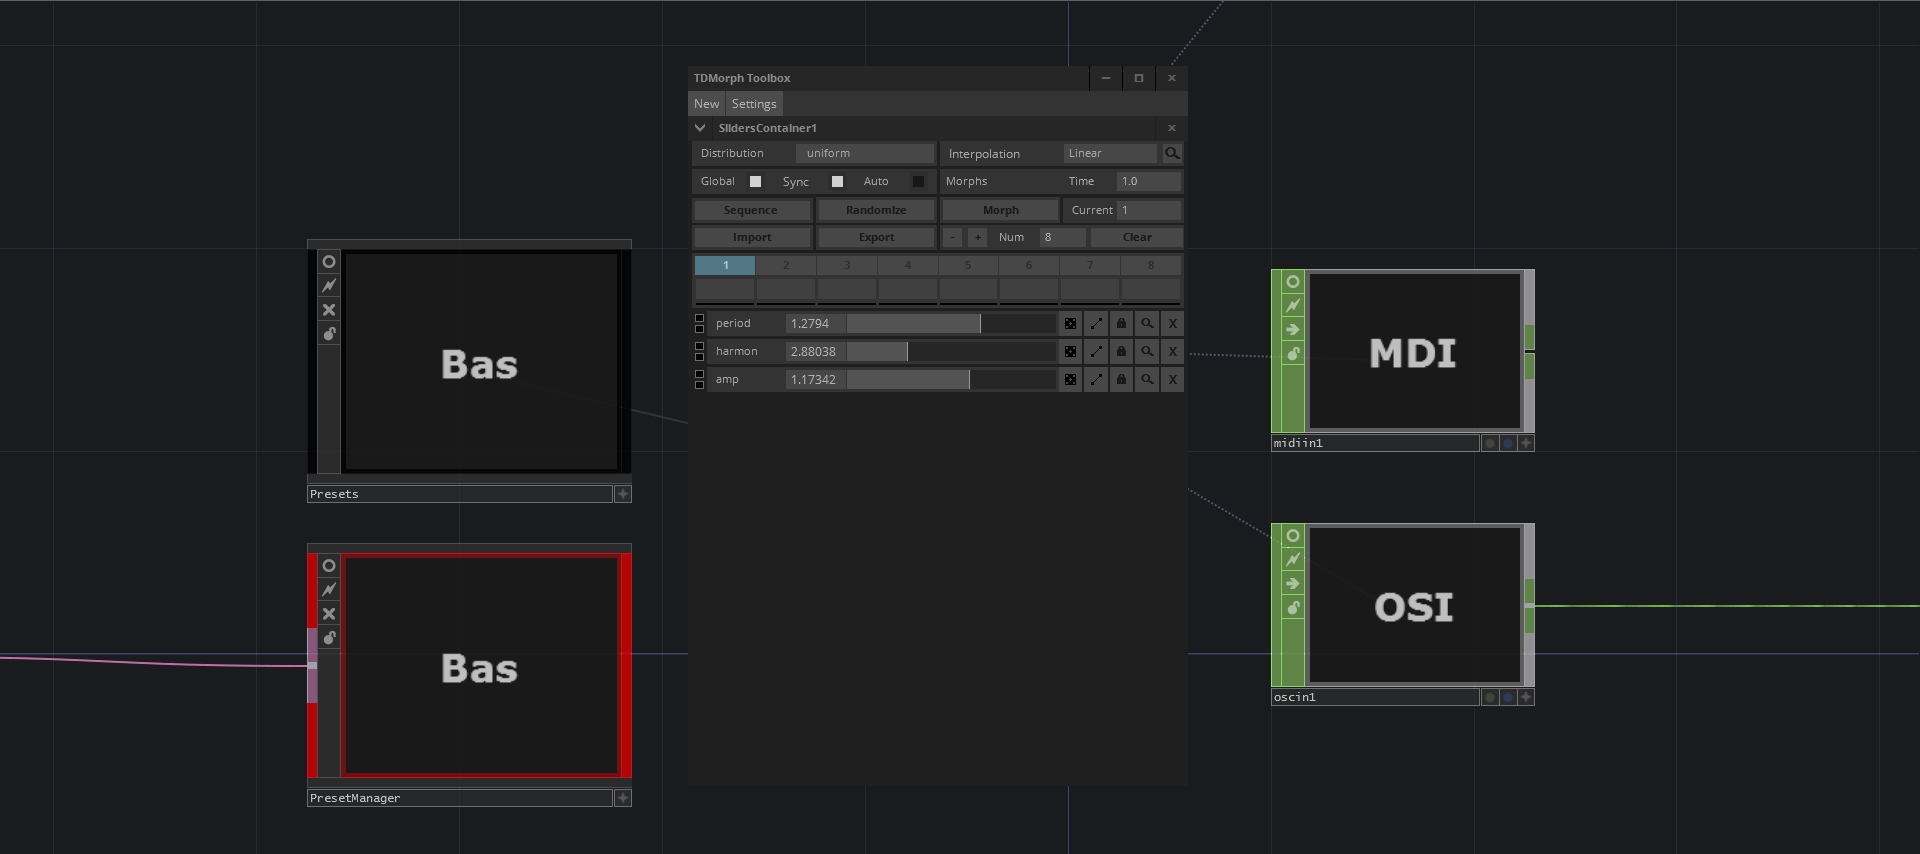 TDMorph Toolbox
New Settings
SlidersContainer1
Distribution uniform Interpolation Linear
Global Sync Auto Morphs Time 1.0
Sequence Randomize Morph Current 1
Import Export - + Num 8 Clear
1 2 3 4 5 6 7 8
period 1.2794 X
harmon 2.88038 X
amp 1.17342 X
Bas
Presets
Bas
PresetManager
MDI
midiin1
OSI
oscin1